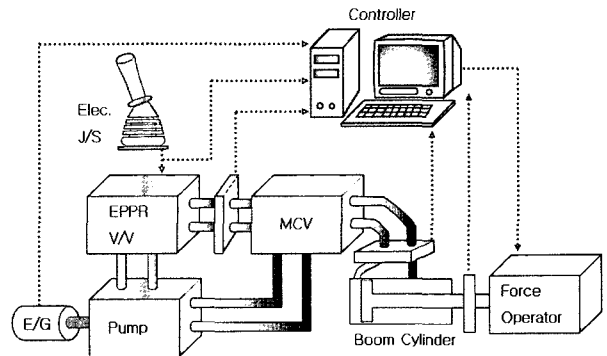 Controller
Elec.
J/S
EPPR
V/V
MCV
E/G
Pump
Boom Cylinder
Force
Operator